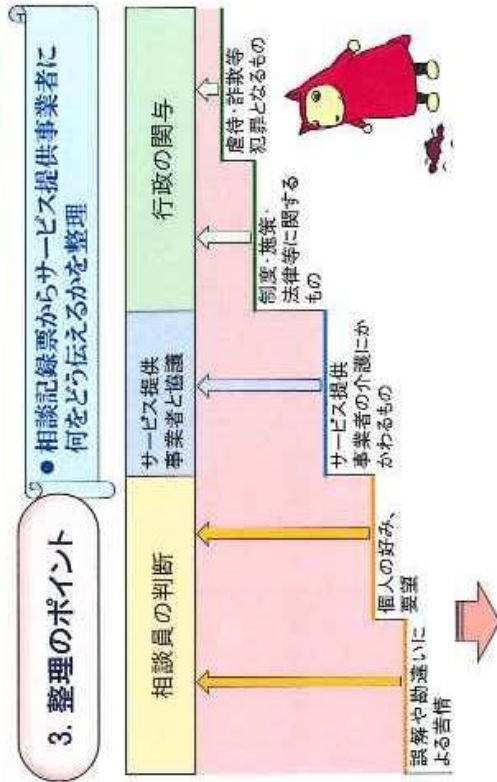 3. 整理のポイント
● 相談記録票からサービス提供事業者に
何をどう伝えるかを整理
相談員の判断
サービス提供
事業者と協議
行政の関与
誤解や勘違いに
よる苦情
個人の好み、
要望
サービス提供
事業者の介護にか
かわるもの
制度・施策・
法律等に関する
もの
虐待・詐欺等
犯罪となるもの